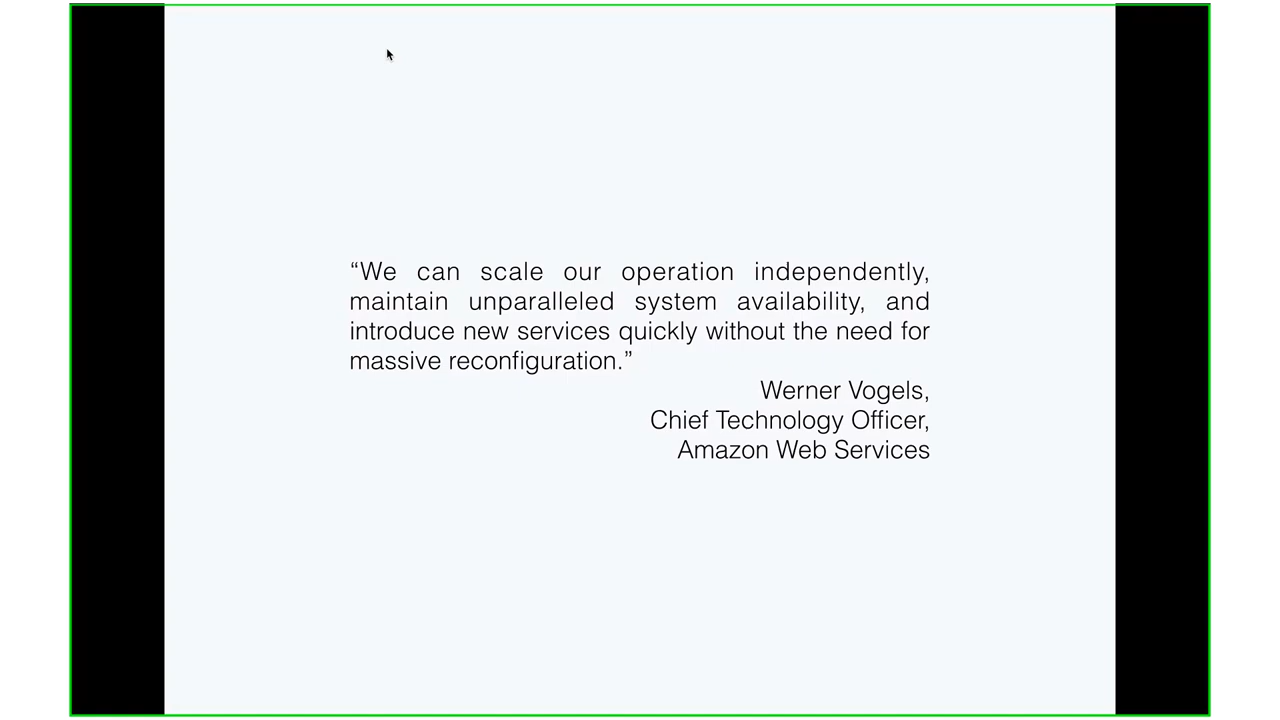 “We can scale our operation independently,
maintain unparalleled system availability, and
introduce new services quickly without the need for
massive reconfiguration.”
Werner Vogels,
Chief Technology Officer,
Amazon Web Services